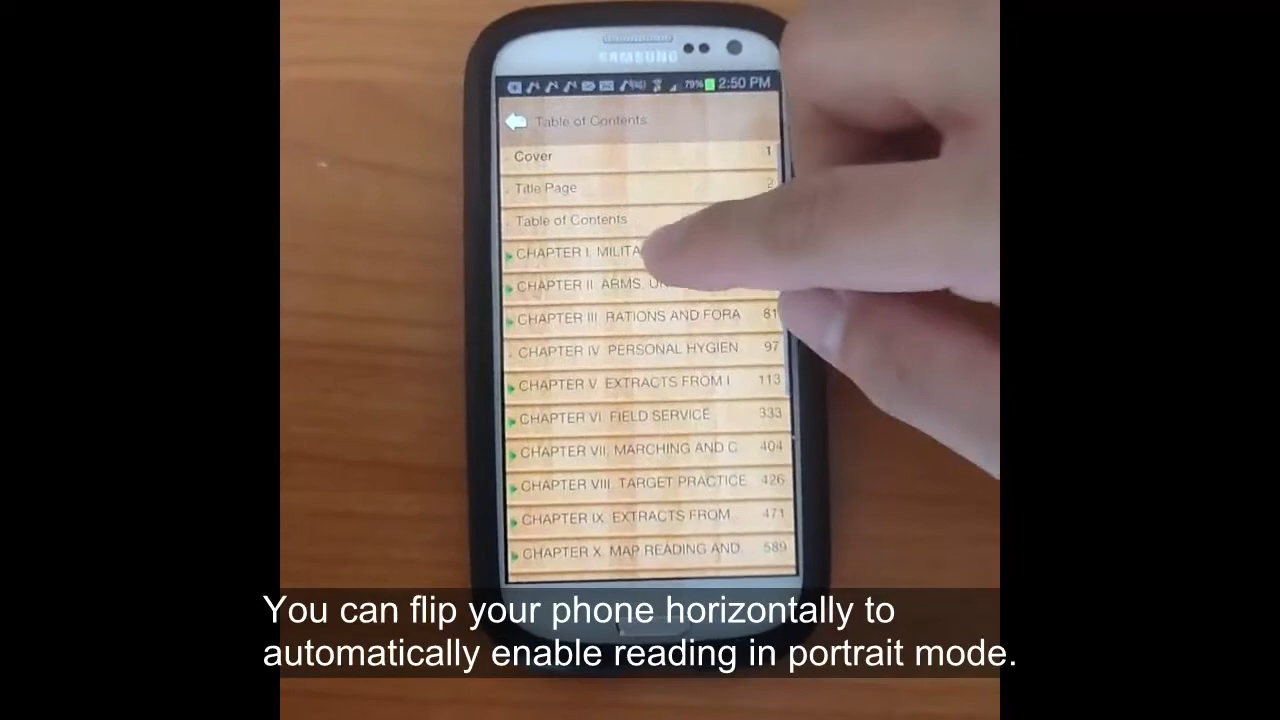 SAMSUNG
79% 2:50 PM
Table of Contents
Cover 1
Title Page 2
Table of Contents
CHAPTER I. MILITA
CHAPTER II. ARMS, UN
CHAPTER III RATIONS AND FORA 81
CHAPTER IV PERSONAL HYGIEN 97
CHAPTER V EXTRACTS FROM I 113
CHAPTER VI FIELD SERVICE 333
CHAPTER VII. MARCHING AND C 404
CHAPTER VIII. TARGET PRACTICE 426
CHAPTER IX. EXTRACTS FROM 471
CHAPTER X. MAP READING AND 589
You can flip your phone horizontally to
automatically enable reading in portrait mode.